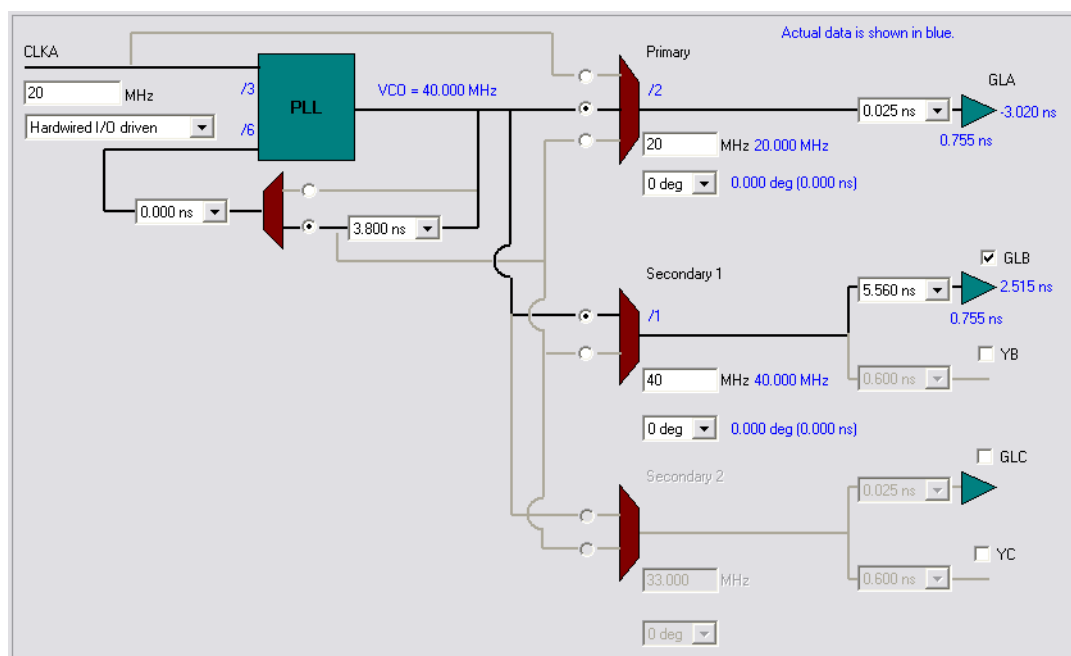 Actual data is shown in blue.
CLKA
Primary
20 MHz
/3
PLL
VCO = 40.000 MHz
/2
GLA
Hardwired I/O driven
/6
0.025 ns
-3.020 ns
0.755 ns
20 MHz 20.000 MHz
0 deg 0.000 deg (0.000 ns)
0.000 ns
3.800 ns
Secondary 1
GLB
5.560 ns
2.515 ns
/1
0.755 ns
YB
40 MHz 40.000 MHz
0.600 ns
0 deg 0.000 deg (0.000 ns)
GLC
Secondary 2
0.025 ns
YC
33.000 MHz
0.600 ns
0 deg